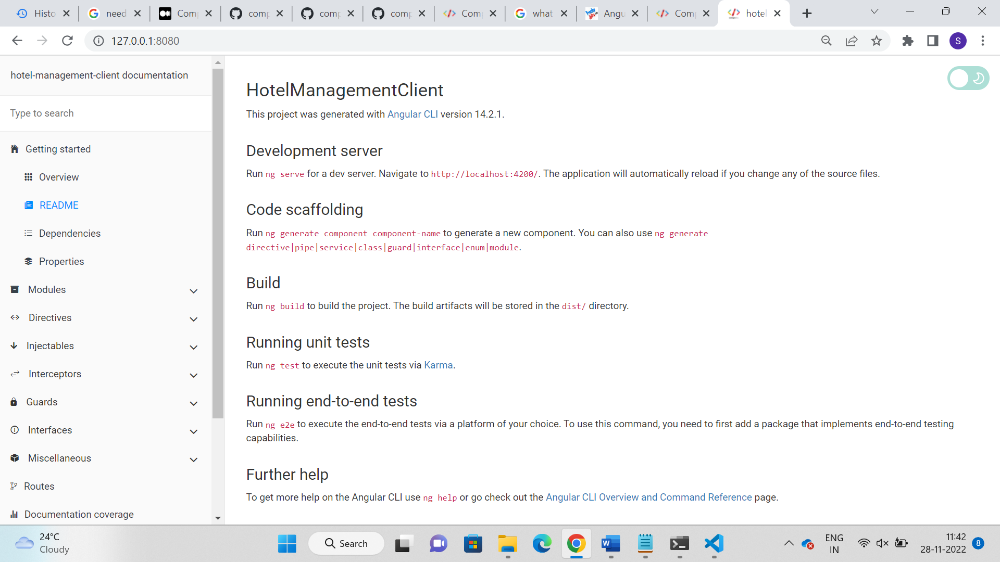 Histo
need
Comp
comp
comp
comp
Comp
what
Angu
Comp
hotel
127.0.0.1:8080
S
hotel-management-client documentation
Type to search
Getting started
Overview
README
Dependencies
Properties
Modules
Directives
Injectables
Interceptors
Guards
Interfaces
Miscellaneous
Routes
Documentation coverage
HotelManagementClient
This project was generated with Angular CLI version 14.2.1.
Development server
Run ng serve for a dev server. Navigate to http://localhost:4200/. The application will automatically reload if you change any of the source files.
Code scaffolding
Run ng generate component component-name to generate a new component. You can also use ng generate
directive|pipe|service|class|guard|interface|enum|module.
Build
Run ng build to build the project. The build artifacts will be stored in the dist/ directory.
Running unit tests
Run ng test to execute the unit tests via Karma.
Running end-to-end tests
Run ng e2e to execute the end-to-end tests via a platform of your choice. To use this command, you need to first add a package that implements end-to-end testing
capabilities.
Further help
To get more help on the Angular CLI use ng help or go check out the Angular CLI Overview and Command Reference page.
24°C
Cloudy
Search
ENG
IN
11:42
28-11-2022
8